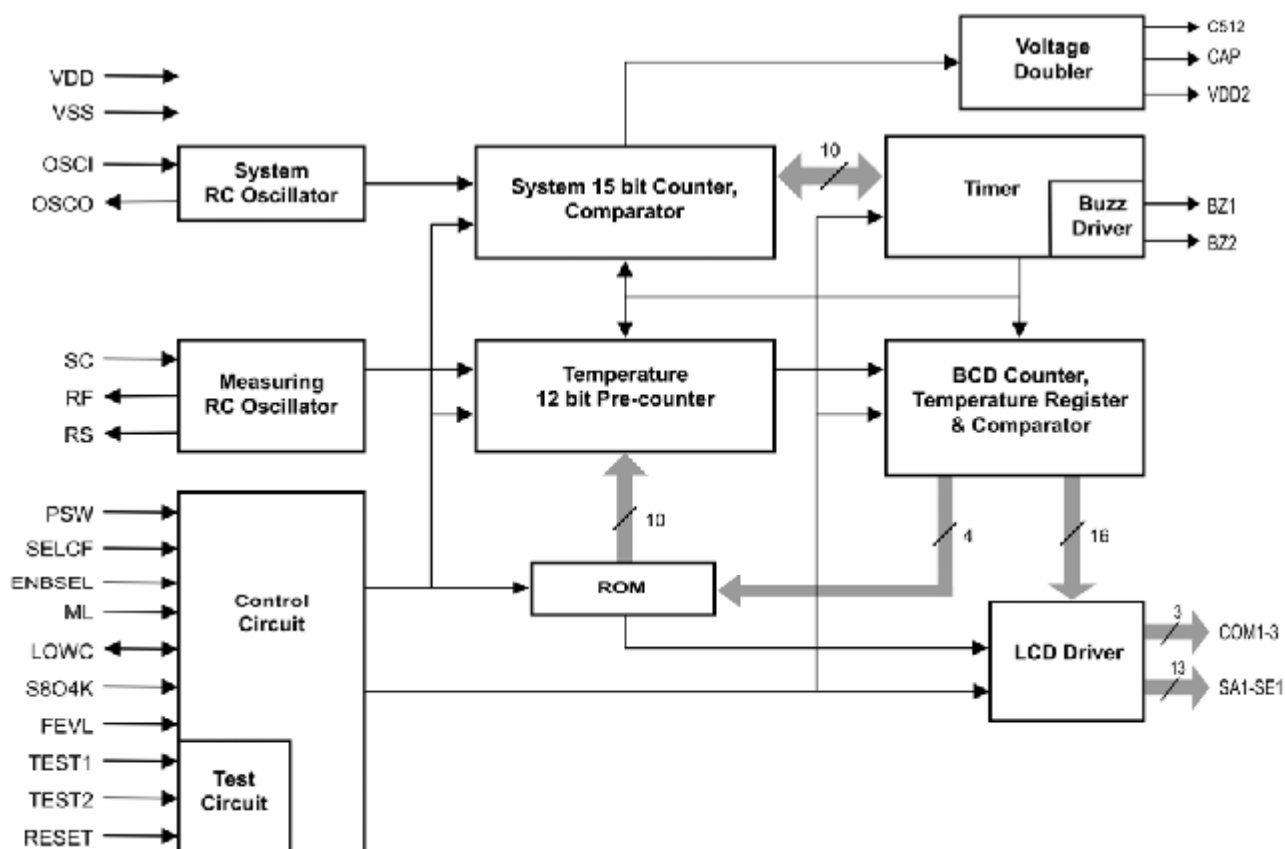 C512
Voltage
Doubler
CAP
VDD
VDD2
VSS
OSCI
System
RC Oscillator
OSCO
System 15 bit Counter,
Comparator
10
Timer
Buzz
Driver
BZ1
BZ2
SC
RF
RS
Measuring
RC Oscillator
Temperature
12 bit Pre-counter
BCD Counter,
Temperature Register
& Comparator
10
4
16
PSW
SELCF
ENBSEL
ML
LOWC
S8O4K
FEVL
TEST1
TEST2
RESET
Control
Circuit
Test
Circuit
ROM
LCD Driver
3
COM1-3
13
SA1-SE1